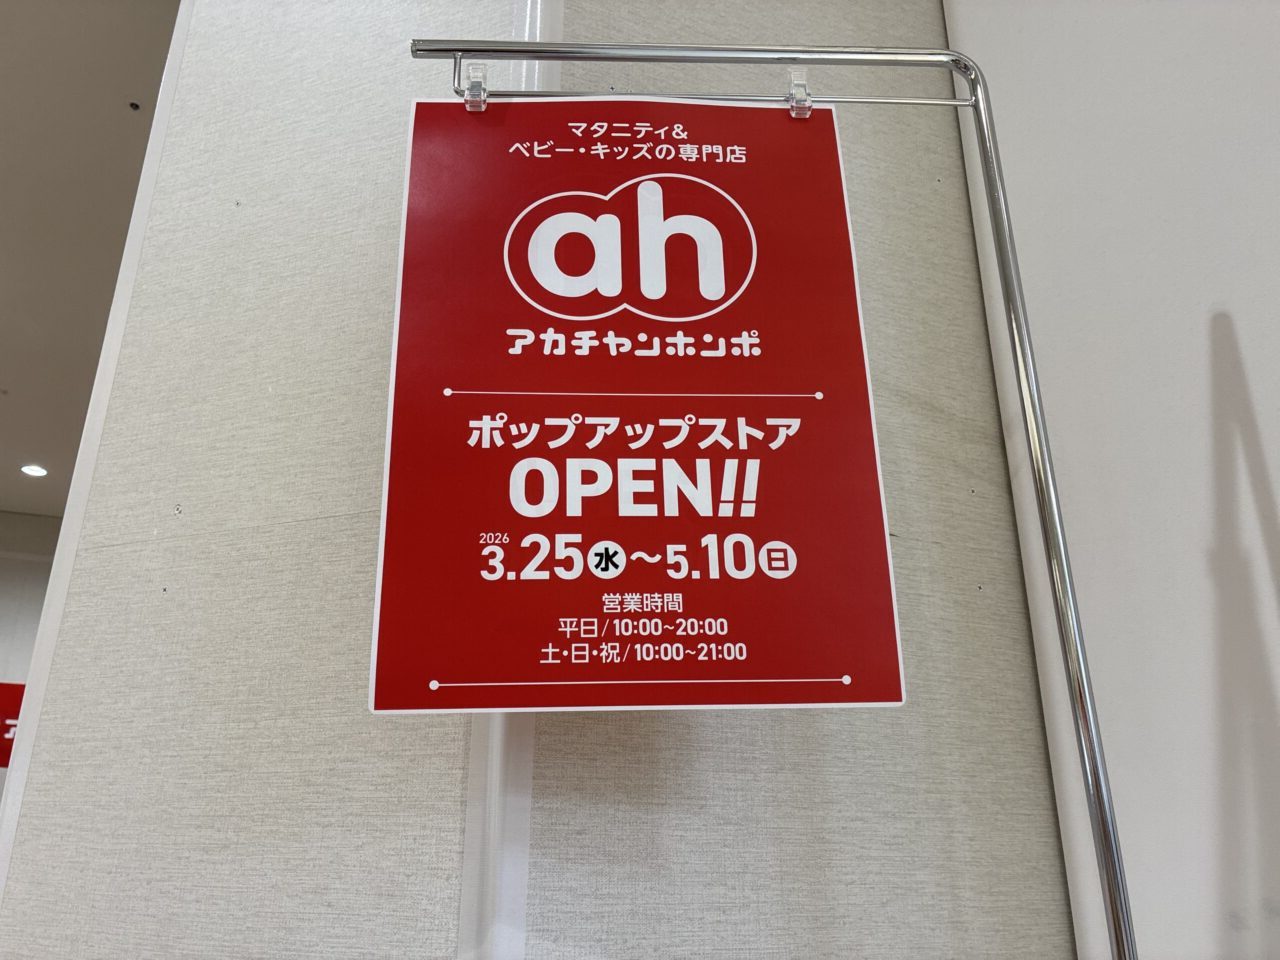 マタニティ&
ベビー・キッズの専門店
ah
アカチャンホンポ
ポップアップストア
OPEN!!
2026
3.25水～5.10日
営業時間
平日/10:00~20:00
土・日・祝/10:00~21:00